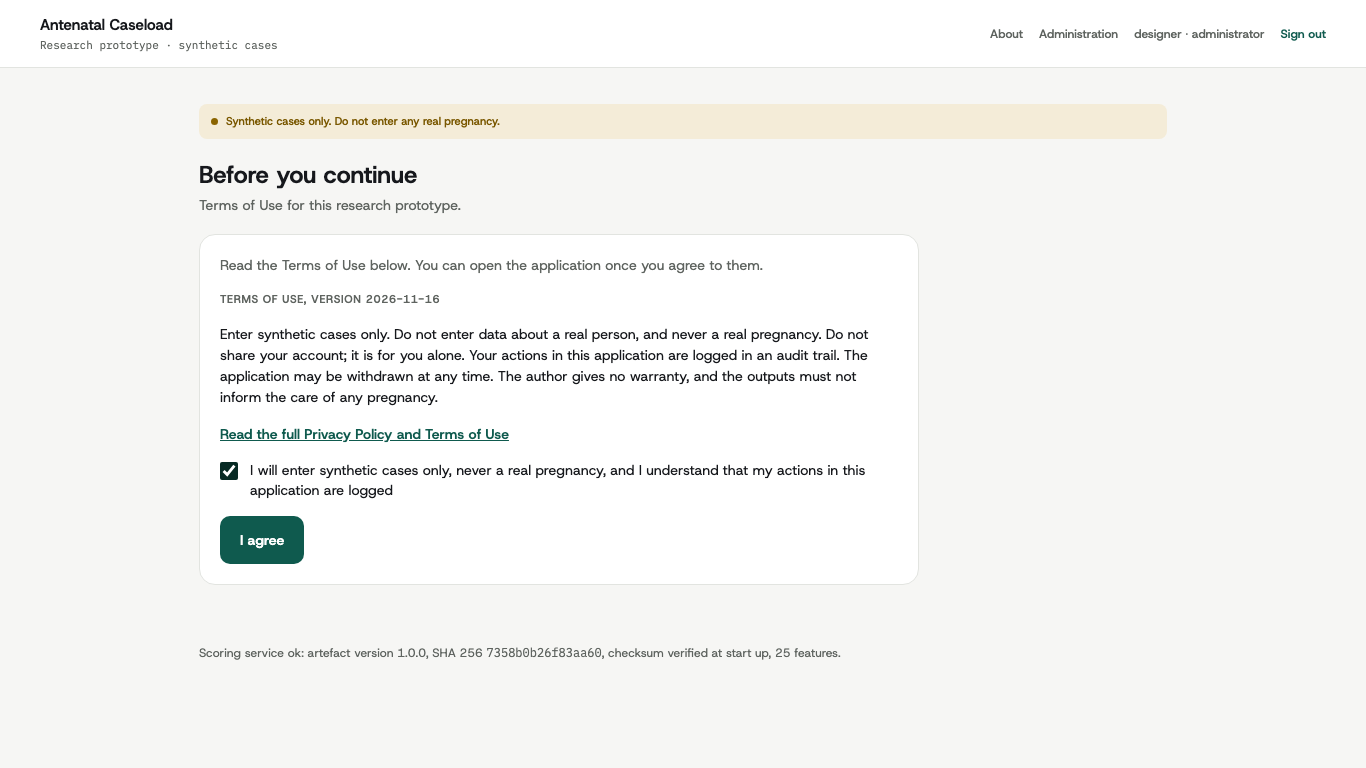 Antenatal Caseload
Research prototype · synthetic cases
About
Administration
designer · administrator
Sign out
Synthetic cases only. Do not enter any real pregnancy.
Before you continue
Terms of Use for this research prototype.
Read the Terms of Use below. You can open the application once you agree to them.
TERMS OF USE, VERSION 2026-11-16
Enter synthetic cases only. Do not enter data about a real person, and never a real pregnancy. Do not
share your account; it is for you alone. Your actions in this application are logged in an audit trail. The
application may be withdrawn at any time. The author gives no warranty, and the outputs must not
inform the care of any pregnancy.
Read the full Privacy Policy and Terms of Use
I will enter synthetic cases only, never a real pregnancy, and I understand that my actions in this
application are logged
I agree
Scoring service ok: artefact version 1.0.0, SHA 256 7358b0b26f83aa60, checksum verified at start up, 25 features.